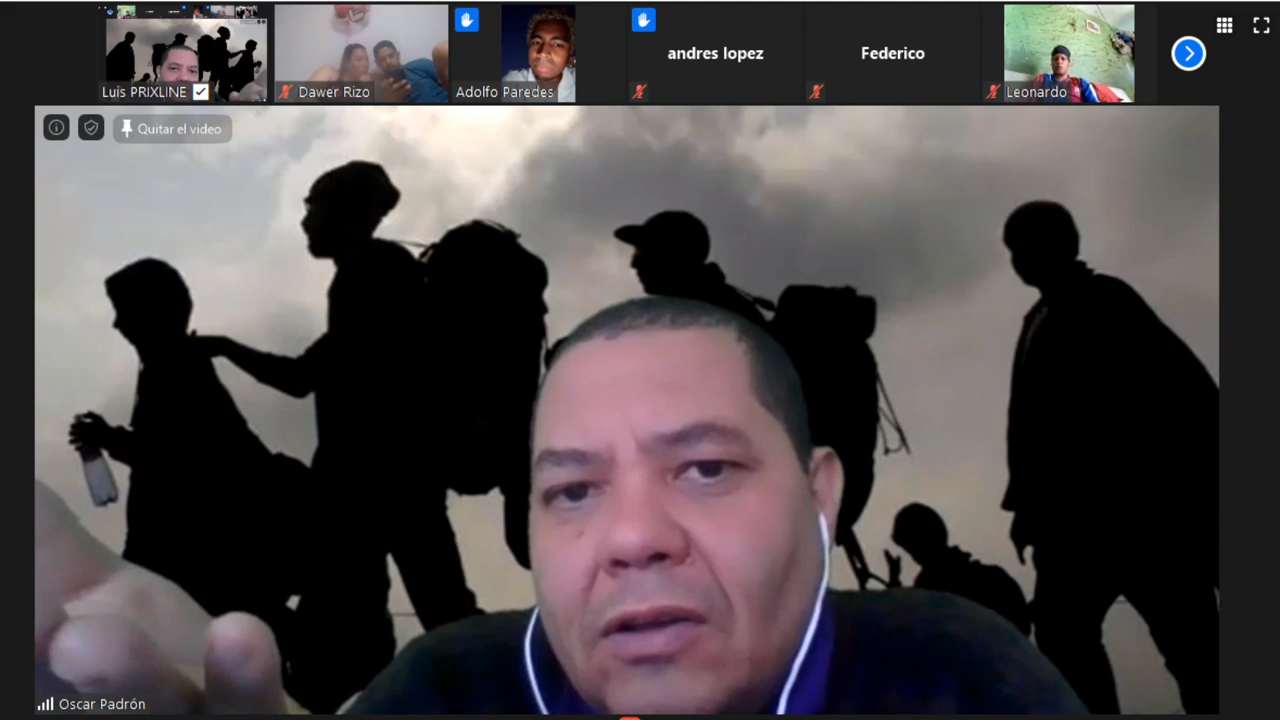 Luis PRIXLINE
Dawer Rizo
Adolfo Paredes
andres lopez
Federico
Leonardo
Quitar el video
Oscar Padrón